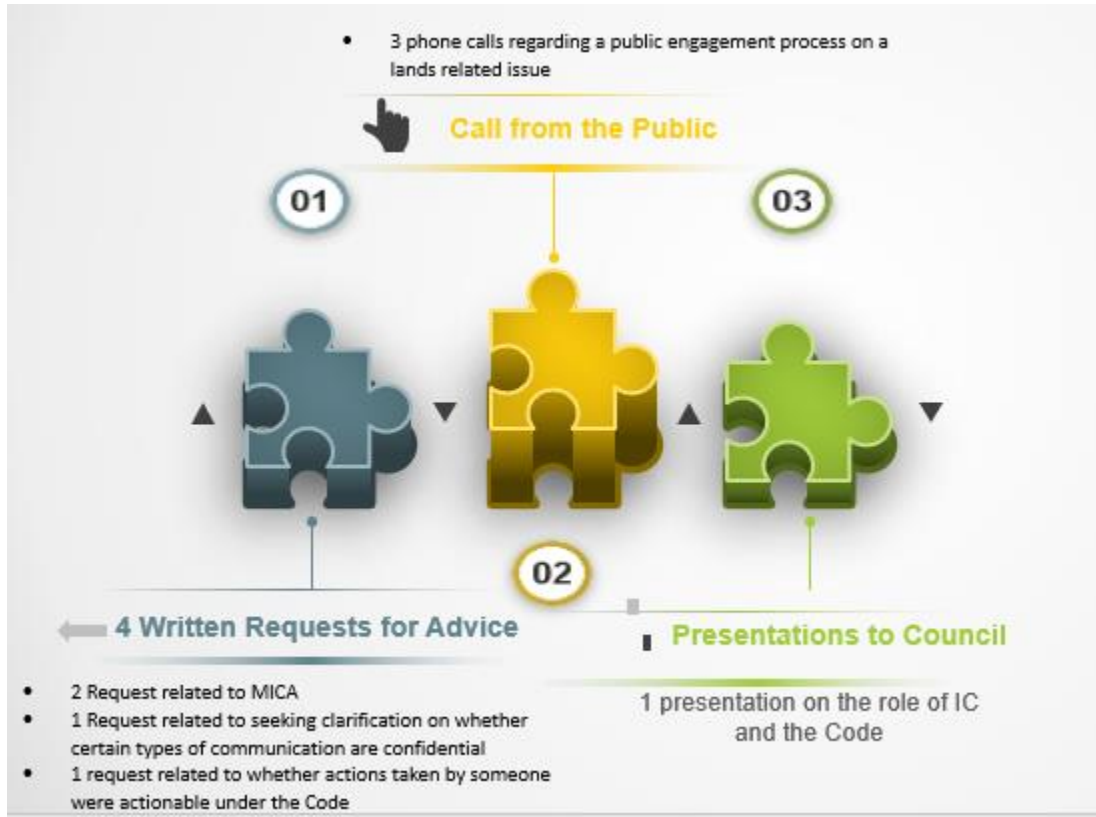 • 3 phone calls regarding a public engagement process on a
lands related issue
Call from the Public
01
03
02
4 Written Requests for Advice
• 2 Request related to MICA
• 1 Request related to seeking clarification on whether
certain types of communication are confidential
• 1 request related to whether actions taken by someone
were actionable under the Code
Presentations to Council
1 presentation on the role of IC
and the Code